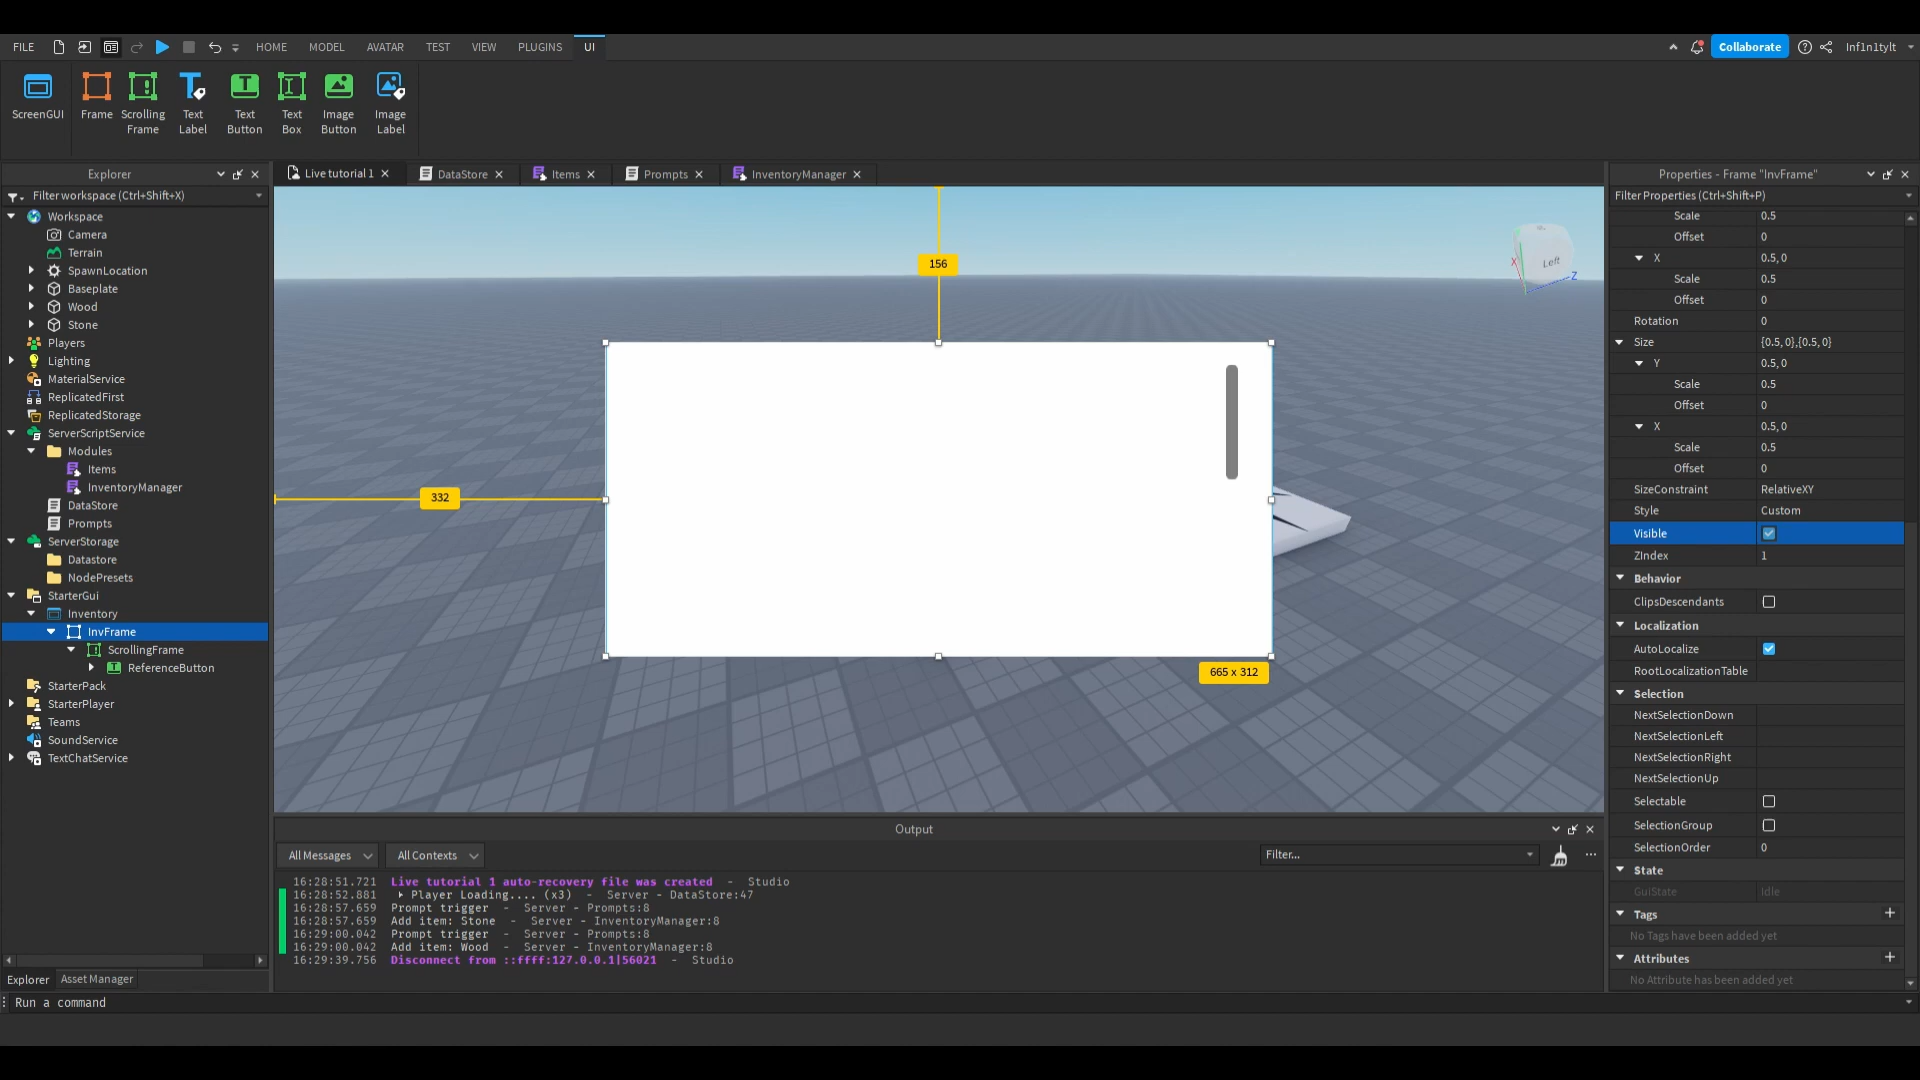 FILE HOME MODEL AVATAR TEST VIEW PLUGINS UI Collaborate Inf1n1tylt
ScreenGUI Frame Scrolling Frame Text Label Text Button Text Box Image Button Image Label
Explorer
Filter workspace (Ctrl+Shift+X)
Workspace
Camera
Terrain
SpawnLocation
Baseplate
Wood
Stone
Players
Lighting
MaterialService
ReplicatedFirst
ReplicatedStorage
ServerScriptService
Modules
Items
InventoryManager
DataStore
Prompts
ServerStorage
Datastore
NodePresets
StarterGui
Inventory
InvFrame
ScrollingFrame
ReferenceButton
StarterPack
StarterPlayer
Teams
SoundService
TextChatService
Explorer Asset Manager
Run a command
Live tutorial 1 DataStore Items Prompts InventoryManager
156
332
665 x 312
Left
X
Z
Output
All Messages All Contexts Filter... ...
16:28:51.721 Live tutorial 1 auto-recovery file was created - Studio
16:28:52.881 Player Loading.... (x3) - Server - DataStore:47
16:28:57.659 Prompt trigger - Server - Prompts:8
16:28:57.659 Add item: Stone - Server - InventoryManager:8
16:29:00.042 Prompt trigger - Server - Prompts:8
16:29:00.042 Add item: Wood - Server - InventoryManager:8
16:29:39.756 Disconnect from ::ffff:127.0.0.1|56021 - Studio
Properties - Frame "InvFrame"
Filter Properties (Ctrl+Shift+P)
Scale 0.5
Offset 0
X 0.5, 0
Scale 0.5
Offset 0
Rotation 0
Size {0.5, 0},{0.5, 0}
Y 0.5, 0
Scale 0.5
Offset 0
X 0.5, 0
Scale 0.5
Offset 0
SizeConstraint RelativeXY
Style Custom
Visible
ZIndex 1
Behavior
ClipsDescendants
Localization
AutoLocalize
RootLocalizationTable
Selection
NextSelectionDown
NextSelectionLeft
NextSelectionRight
NextSelectionUp
Selectable
SelectionGroup
SelectionOrder 0
State
GuiState Idle
Tags
No Tags have been added yet
Attributes
No Attribute has been added yet